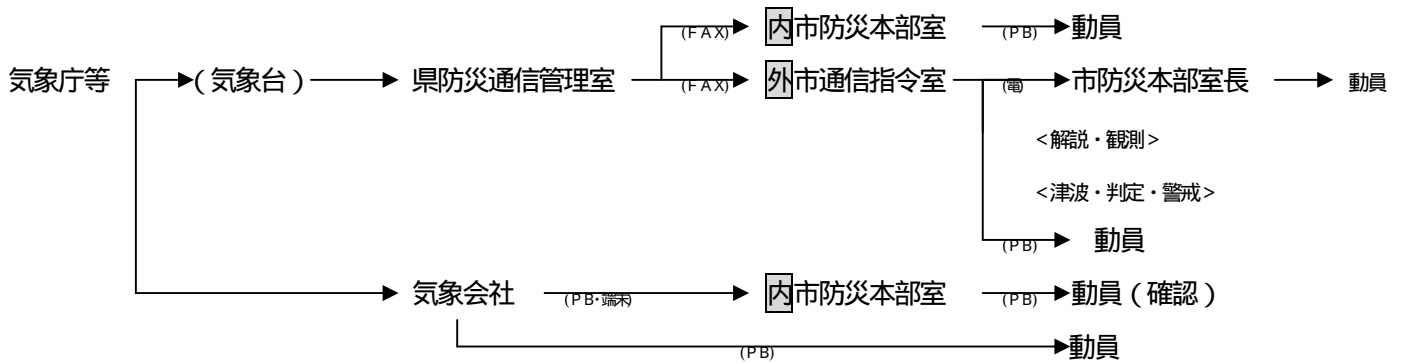 (FAX) 内市防災本部室 (PB) 動員
気象庁等 (気象台) 県防災通信管理室 (FAX) 外市通信指令室 (電) 市防災本部室長 動員
<解説・観測>
<津波・判定・警戒>
(PB) 動員
気象会社 (PB・端末) 内市防災本部室 (PB) 動員(確認)
(PB) 動員